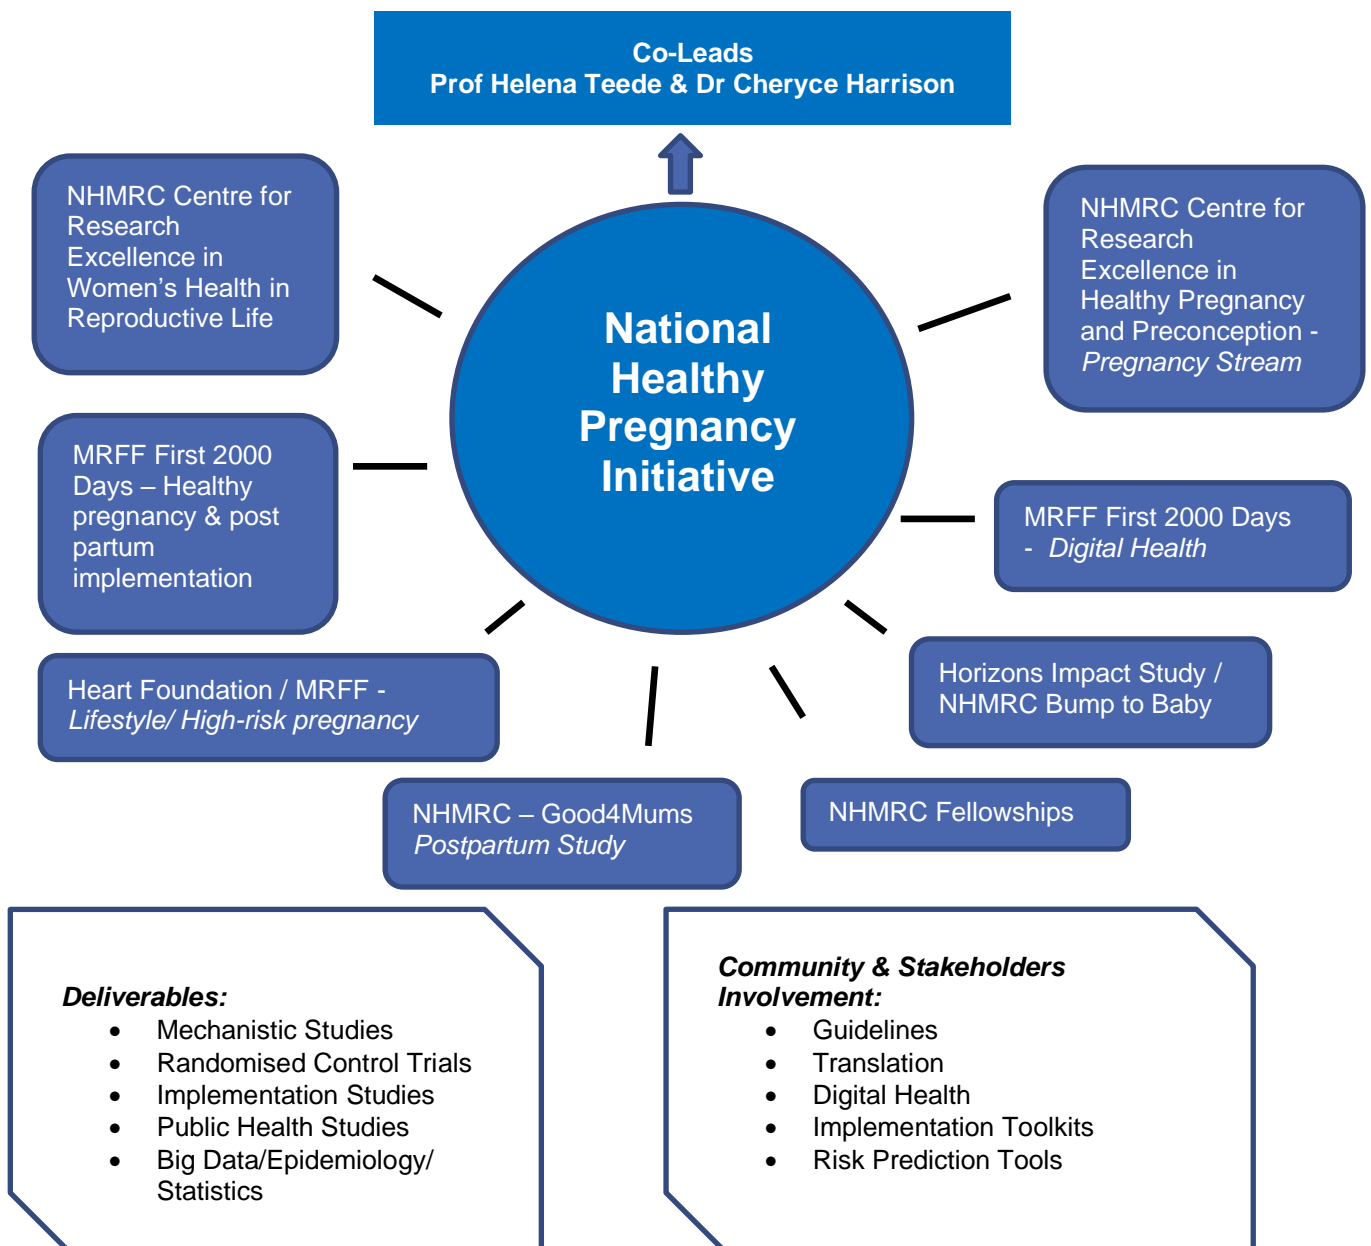 Co-Leads
Prof Helena Teede & Dr Cheryce Harrison
NHMRC Centre for
Research
Excellence in
Women’s Health in
Reproductive Life
NHMRC Centre for
Research
Excellence in
Healthy Pregnancy
and Preconception -
Pregnancy Stream
National
Healthy
Pregnancy
Initiative
MRFF First 2000
Days – Healthy
pregnancy & post
partum
implementation
MRFF First 2000 Days
- Digital Health
Heart Foundation / MRFF -
Lifestyle/ High-risk pregnancy
Horizons Impact Study /
NHMRC Bump to Baby
NHMRC – Good4Mums
Postpartum Study
NHMRC Fellowships
Deliverables:
• Mechanistic Studies
• Randomised Control Trials
• Implementation Studies
• Public Health Studies
• Big Data/Epidemiology/
Statistics
Community & Stakeholders
Involvement:
• Guidelines
• Translation
• Digital Health
• Implementation Toolkits
• Risk Prediction Tools